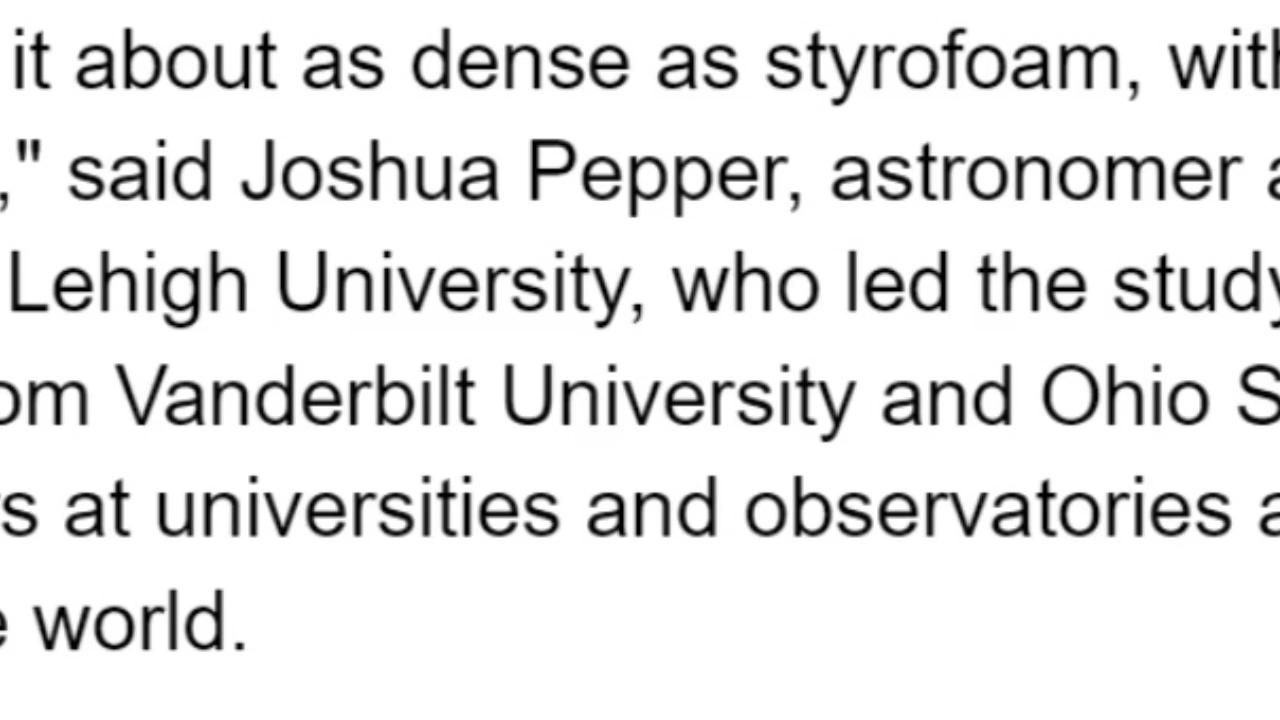 it about as dense as styrofoam, with
," said Joshua Pepper, astronomer a
Lehigh University, who led the study
om Vanderbilt University and Ohio S
s at universities and observatories a
world.